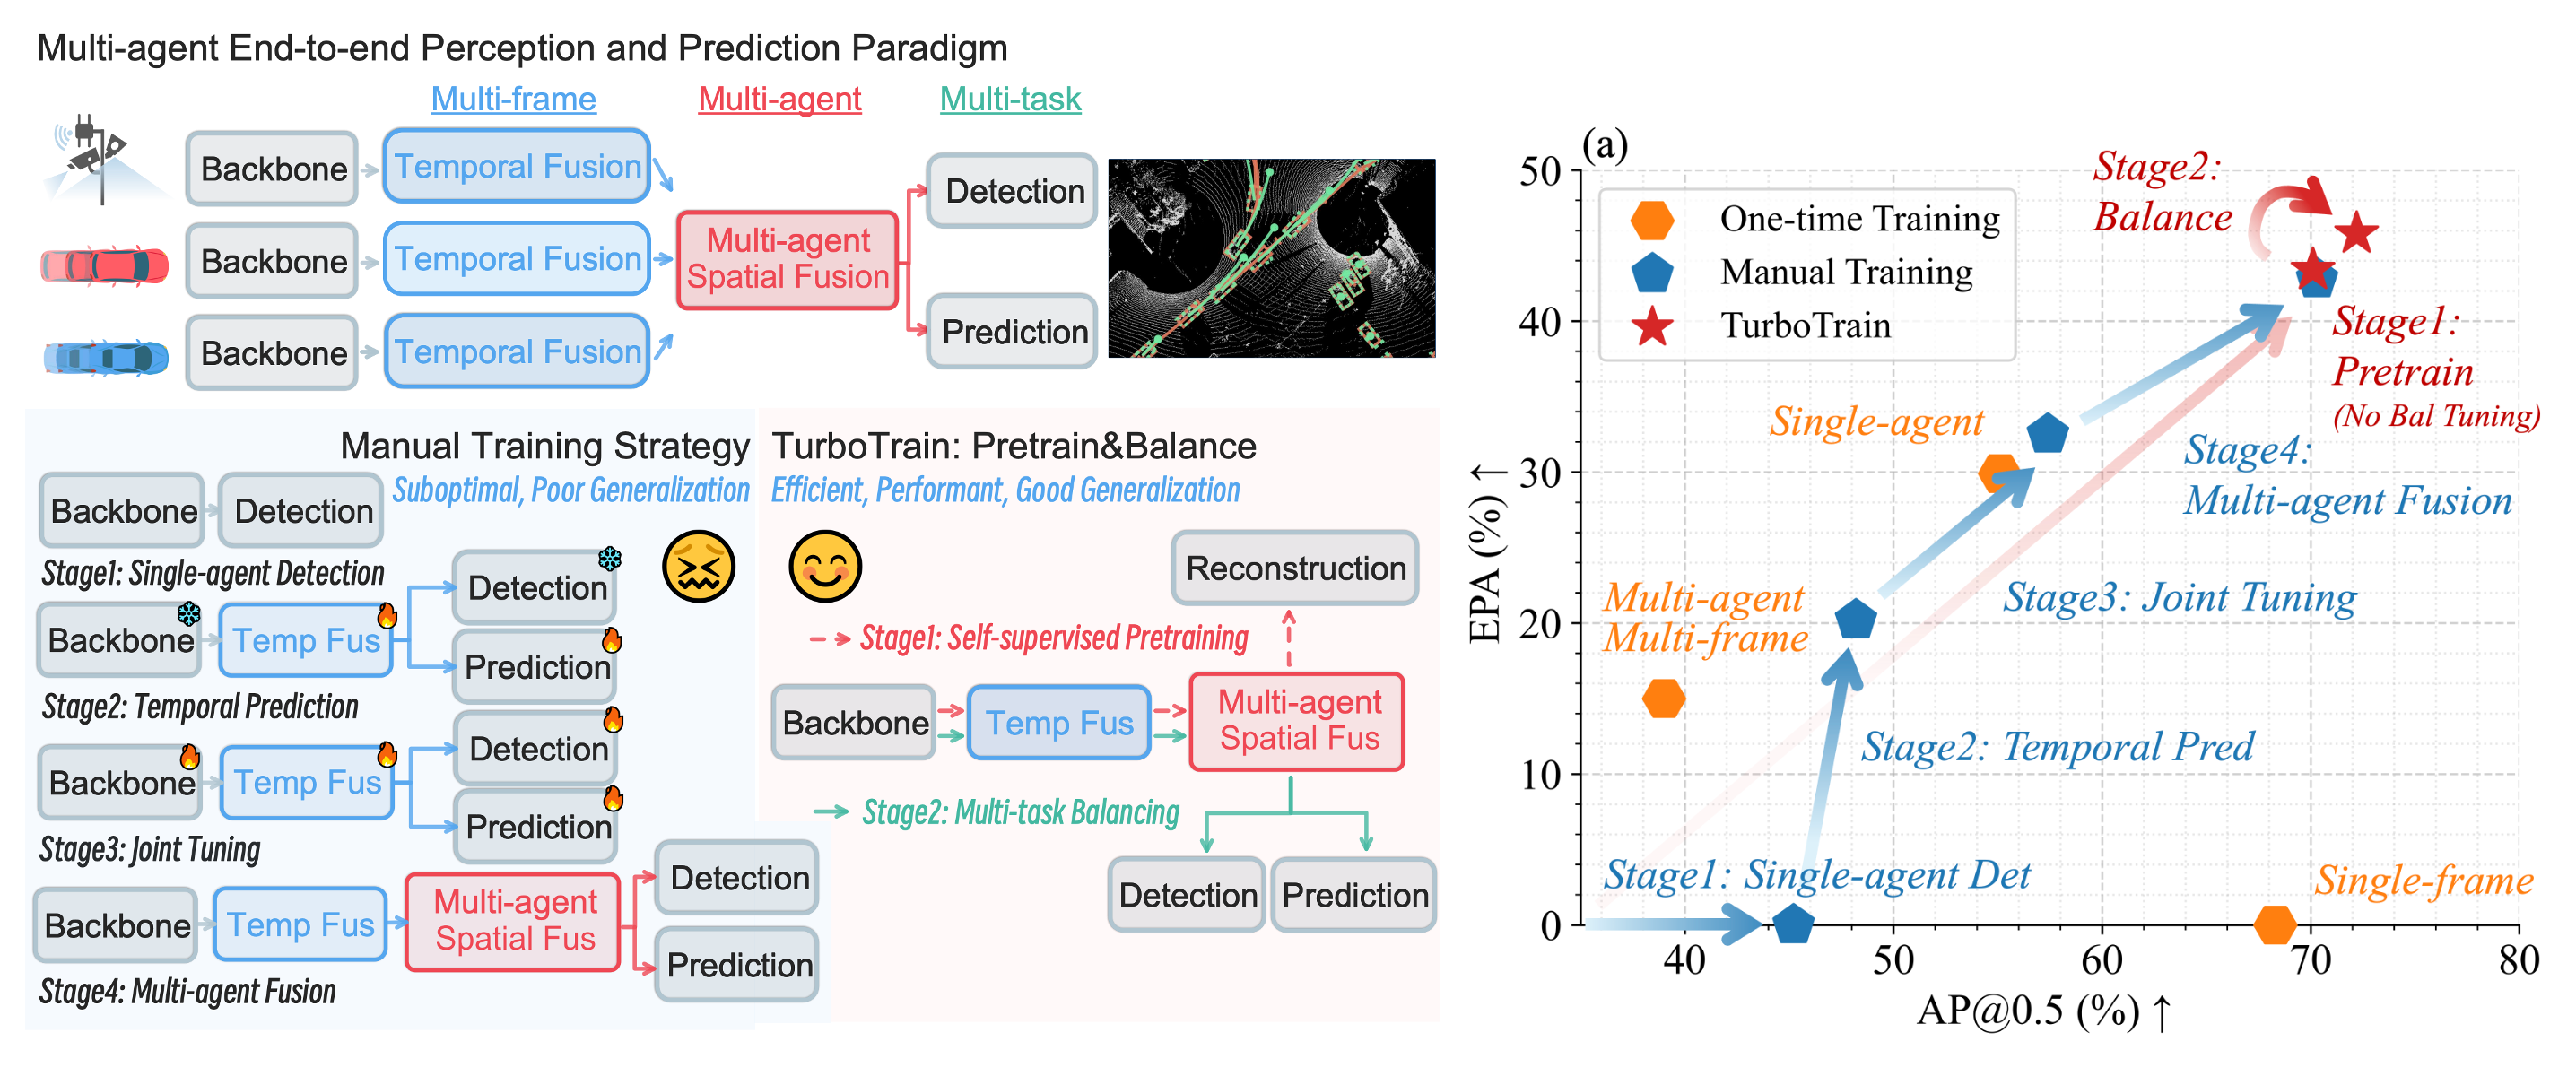 Multi-agent End-to-end Perception and Prediction Paradigm
Multi-frame
Multi-agent
Multi-task
Backbone
Temporal Fusion
Backbone
Temporal Fusion
Backbone
Temporal Fusion
Multi-agent
Spatial Fusion
Detection
Prediction
Manual Training Strategy
Suboptimal, Poor Generalization
Backbone
Detection
Stage1: Single-agent Detection
Backbone
Temp Fus
Detection
Prediction
Stage2: Temporal Prediction
Backbone
Temp Fus
Detection
Prediction
Stage3: Joint Tuning
Backbone
Temp Fus
Multi-agent
Spatial Fus
Detection
Prediction
Stage4: Multi-agent Fusion
TurboTrain: Pretrain&Balance
Efficient, Performant, Good Generalization
Reconstruction
Stage1: Self-supervised Pretraining
Backbone
Temp Fus
Multi-agent
Spatial Fus
Stage2: Multi-task Balancing
Detection
Prediction
(a)
One-time Training
Manual Training
TurboTrain
Stage2:
Balance
Stage1:
Pretrain
(No Bal Tuning)
Single-agent
Stage4:
Multi-agent Fusion
Multi-agent
Multi-frame
Stage3: Joint Tuning
Stage2: Temporal Pred
Stage1: Single-agent Det
Single-frame
EPA (%) ↑
50
40
30
20
10
0
40
50
60
70
80
AP@0.5 (%) ↑